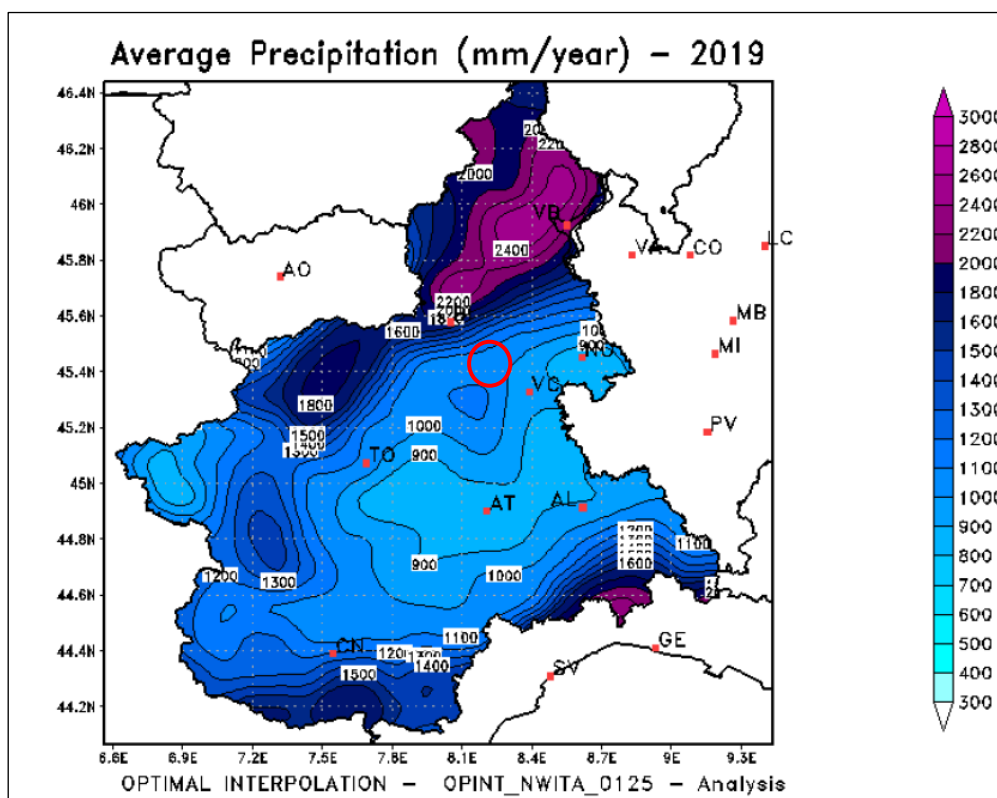 Average Precipitation (mm/year) - 2019
46.4N
46.2N
46N
45.8N
45.6N
45.4N
45.2N
45N
44.8N
44.6N
44.4N
44.2N
6.6E 6.9E 7.2E 7.5E 7.8E 8.1E 8.4E 8.7E 9E 9.3E
2000
VB
2400
VA CO LC
AO
2200
1600
MB
NO
900
MI
1800
VC
1000
PV
1500
TO
900
AT AL
1100
900
1000
1600
1200
1300
1100
CN
1400
1500
GE
SV
3000
2800
2600
2400
2200
2000
1800
1600
1500
1400
1300
1200
1100
1000
900
800
700
600
500
400
300
OPTIMAL INTERPOLATION - OPINT_NWITA_0125 - Analysis